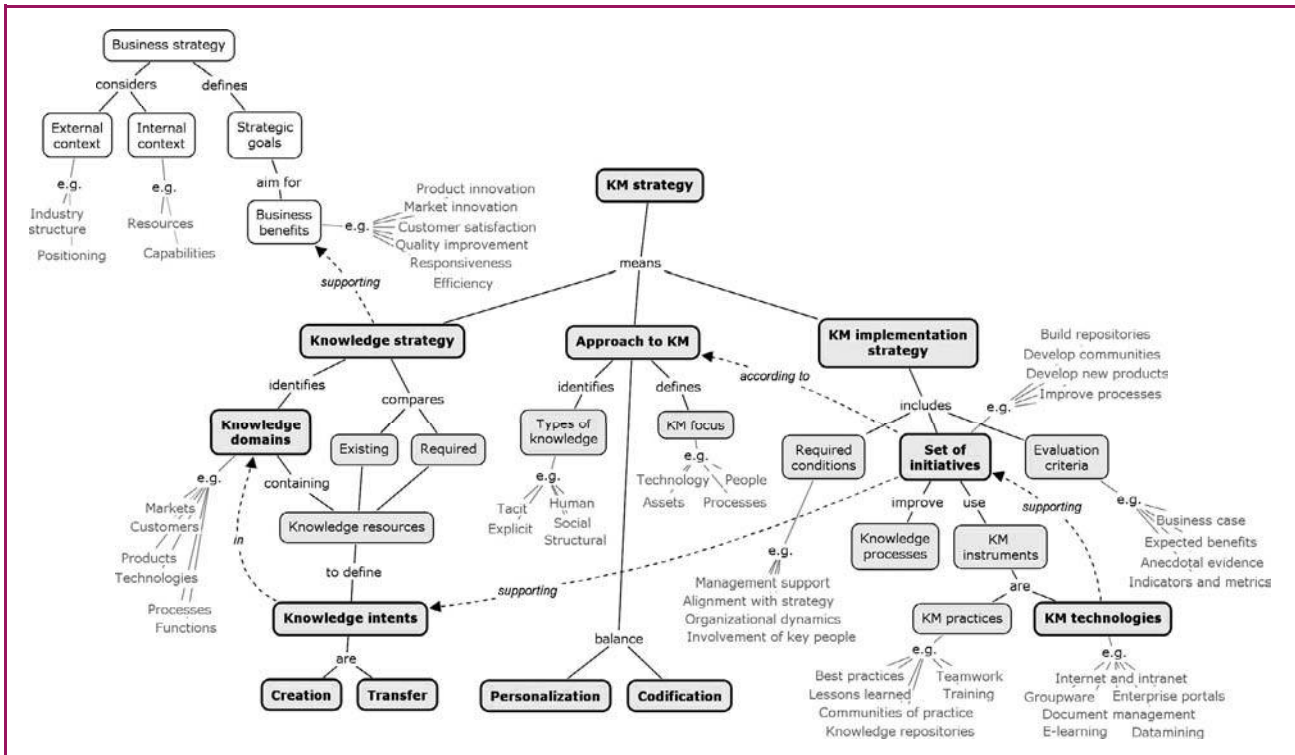 Business strategy
considers
defines
External
context
Internal
context
Strategic
goals
e.g.
Industry
structure
Positioning
e.g.
Resources
Capabilities
aim for
Business
benefits
e.g.
Product innovation
Market innovation
Customer satisfaction
Quality improvement
Responsiveness
Efficiency
supporting
KM strategy
means
Knowledge strategy
Approach to KM
KM implementation
strategy
identifies
compares
Knowledge
domains
Existing
Required
e.g.
Markets
Customers
Products
Technologies
Processes
Functions
containing
Knowledge resources
in
to define
Knowledge intents
are
Creation
Transfer
identifies
defines
Types of
knowledge
KM focus
e.g.
Tacit
Explicit
Human
Social
Structural
e.g.
Technology
People
Assets
Processes
balance
Personalization
Codification
according to
supporting
includes
Required
conditions
Set of
initiatives
Evaluation
criteria
e.g.
Build repositories
Develop communities
Develop new products
Improve processes
e.g.
Management support
Alignment with strategy
Organizational dynamics
Involvement of key people
improve
use
Knowledge
processes
KM
instruments
supporting
e.g.
Business case
Expected benefits
Anecdotal evidence
Indicators and metrics
are
KM practices
KM technologies
e.g.
Best practices
Teamwork
Lessons learned
Training
Communities of practice
Knowledge repositories
e.g.
Internet and intranet
Groupware
Enterprise portals
Document management
E-learning
Datamining